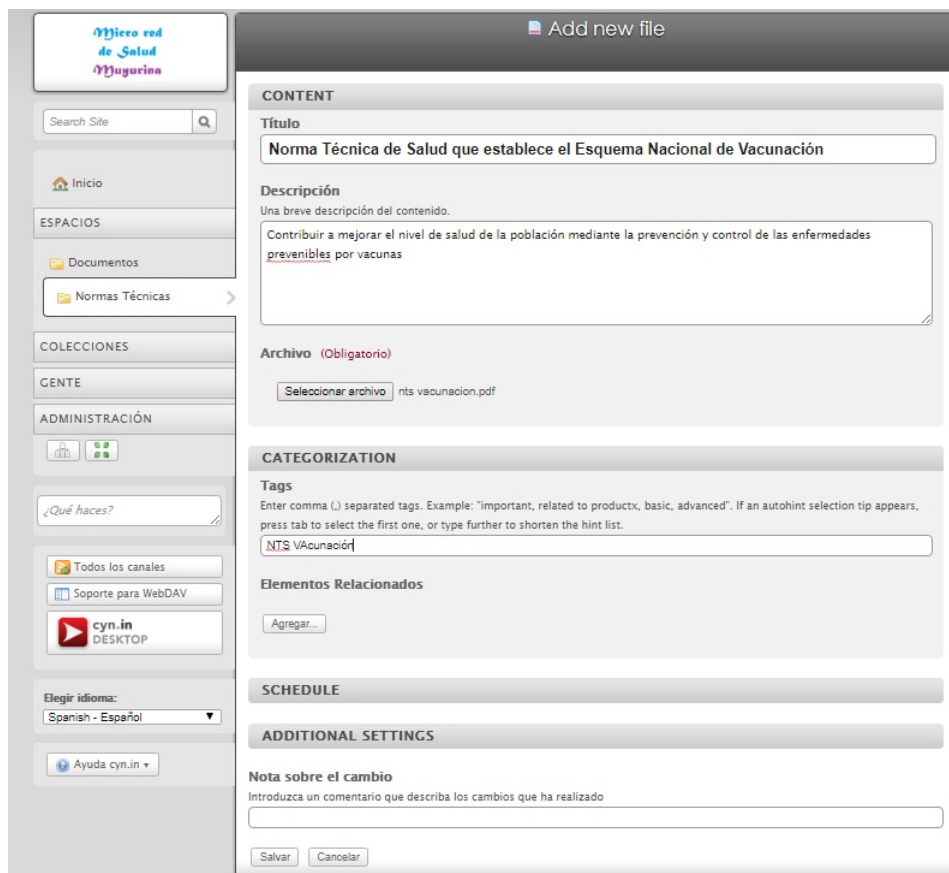 Micro red
de Salud
Muyurina
Search Site
Inicio
ESPACIOS
Documentos
Normas Técnicas
COLECCIONES
GENTE
ADMINISTRACIÓN
¿Qué haces?
Todos los canales
Soporte para WebDAV
cyn.in
DESKTOP
Elegir idioma:
Spanish - Español
Ayuda cyn.in
Add new file
CONTENT
Título
Norma Técnica de Salud que establece el Esquema Nacional de Vacunación
Descripción
Una breve descripción del contenido.
Contribuir a mejorar el nivel de salud de la población mediante la prevención y control de las enfermedades
prevenibles por vacunas
Archivo (Obligatorio)
Seleccionar archivo nts vacunacion.pdf
CATEGORIZATION
Tags
Enter comma (,) separated tags. Example: "important, related to productx, basic, advanced". If an autohint selection tip appears,
press tab to select the first one, or type further to shorten the hint list.
NTS VAcunación
Elementos Relacionados
Agregar...
SCHEDULE
ADDITIONAL SETTINGS
Nota sobre el cambio
Introduzca un comentario que describa los cambios que ha realizado
Salvar Cancelar